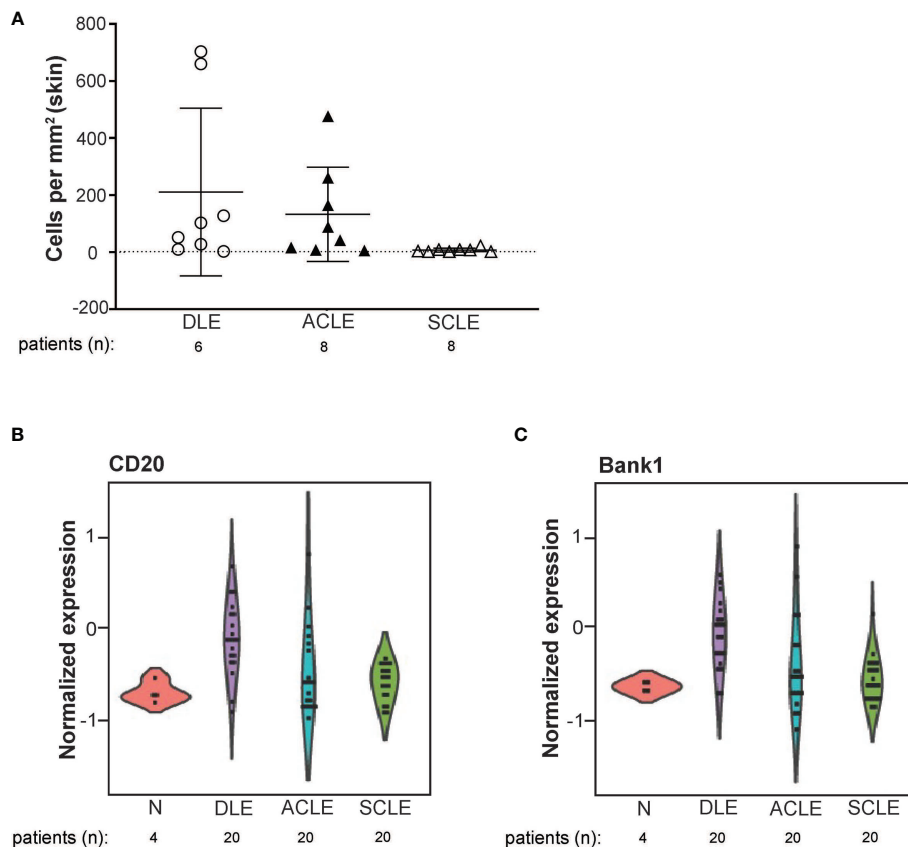 A
Cells per mm² (skin)
800
600
400
200
0
-200
DLE ACLE SCLE
patients (n): 6 8 8
B
CD20
Normalized expression
1
0
-1
N DLE ACLE SCLE
patients (n): 4 20 20 20
C
Bank1
Normalized expression
1
0
-1
N DLE ACLE SCLE
patients (n): 4 20 20 20